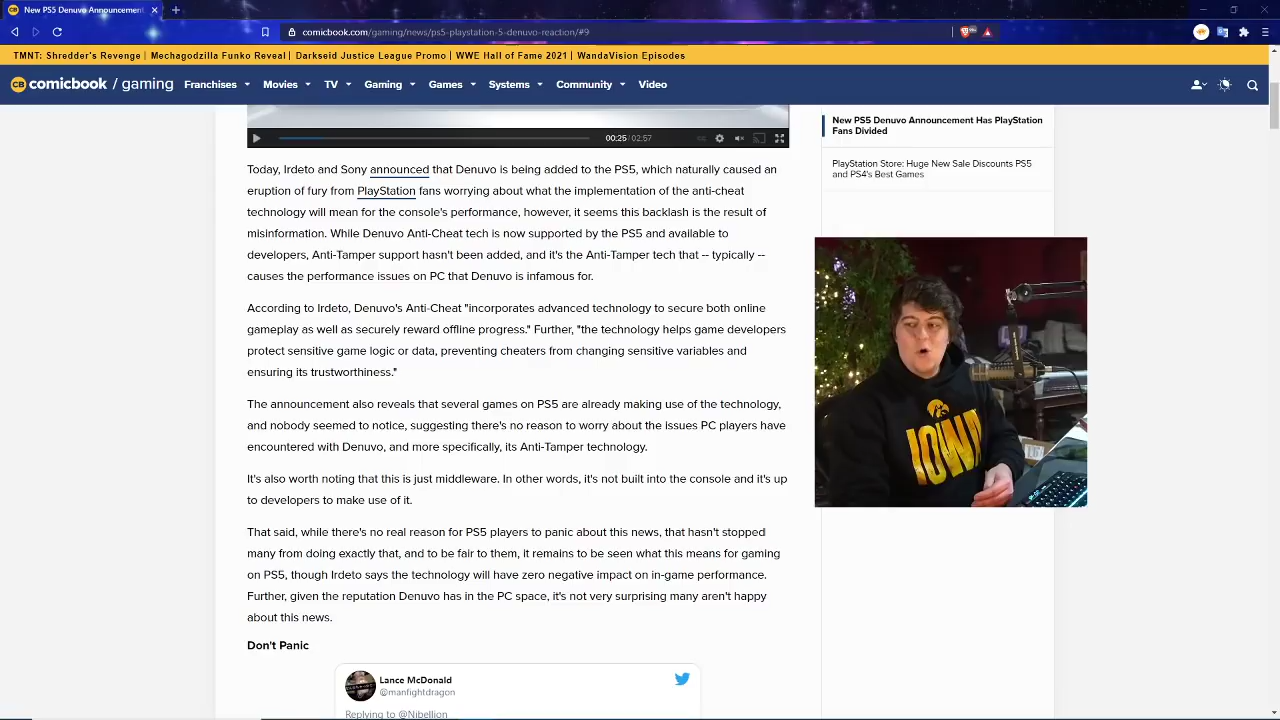 New PS5 Denuvo Announcement
comicbook.com/gaming/news/ps5-playstation-5-denuvo-reaction/#9
TMNT: Shredder's Revenge | Mechagodzilla Funko Reveal | Darkseid Justice League Promo | WWE Hall of Fame 2021 | WandaVision Episodes
CB comicbook / gaming Franchises Movies TV Gaming Games Systems Community Video
00:25 / 02:57
Today, Irdeto and Sony announced that Denuvo is being added to the PS5, which naturally caused an
eruption of fury from PlayStation fans worrying about what the implementation of the anti-cheat
technology will mean for the console's performance, however, it seems this backlash is the result of
misinformation. While Denuvo Anti-Cheat tech is now supported by the PS5 and available to
developers, Anti-Tamper support hasn't been added, and it's the Anti-Tamper tech that -- typically --
causes the performance issues on PC that Denuvo is infamous for.
According to Irdeto, Denuvo's Anti-Cheat "incorporates advanced technology to secure both online
gameplay as well as securely reward offline progress." Further, "the technology helps game developers
protect sensitive game logic or data, preventing cheaters from changing sensitive variables and
ensuring its trustworthiness."
The announcement also reveals that several games on PS5 are already making use of the technology,
and nobody seemed to notice, suggesting there's no reason to worry about the issues PC players have
encountered with Denuvo, and more specifically, its Anti-Tamper technology.
It's also worth noting that this is just middleware. In other words, it's not built into the console and it's up
to developers to make use of it.
That said, while there's no real reason for PS5 players to panic about this news, that hasn't stopped
many from doing exactly that, and to be fair to them, it remains to be seen what this means for gaming
on PS5, though Irdeto says the technology will have zero negative impact on in-game performance.
Further, given the reputation Denuvo has in the PC space, it's not very surprising many aren't happy
about this news.
Don't Panic
Lance McDonald
@manfightdragon
Replying to @Nibellion
New PS5 Denuvo Announcement Has PlayStation
Fans Divided
PlayStation Store: Huge New Sale Discounts PS5
and PS4's Best Games
IOWA